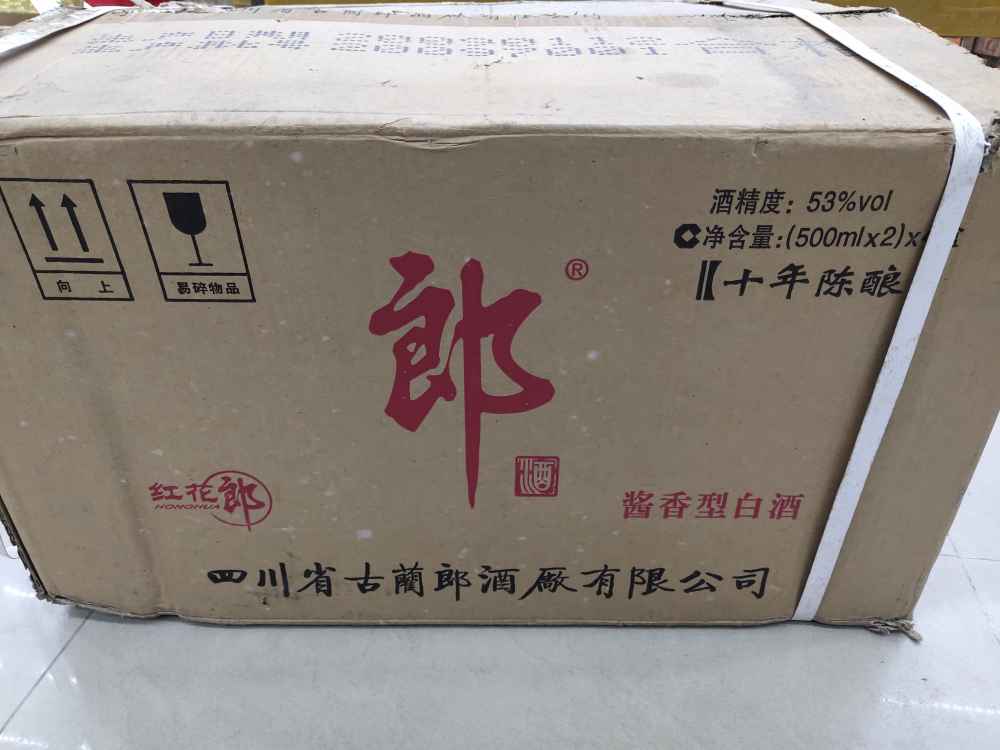 酒精度：53%vol
净含量：(500mlx2)x
十年陈酿
向 上
易碎物品
郎
®
酒
红花郎
HONGHUA
酱香型白酒
四川省古蔺郎酒厂有限公司